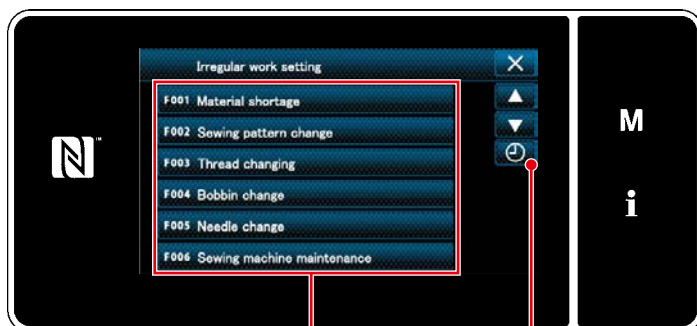 Irregular work setting
F001 Material shortage
F002 Sewing pattern change
F003 Thread changing
F004 Bobbin change
F005 Needle change
F006 Sewing machine maintenance
N
M
i